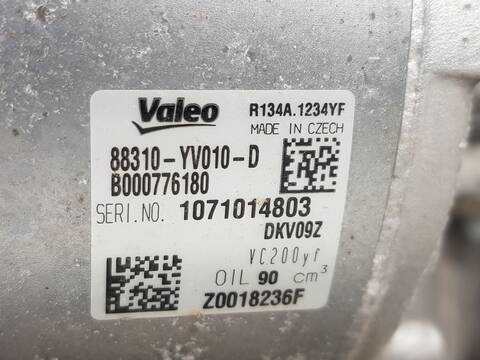 Valeo R134A.1234YF
MADE IN CZECH
88310-YV010-D
B000776180
SERI.NO. 1071014803
DKV09Z
VC200yf
OIL 90 cm³
Z0018236F